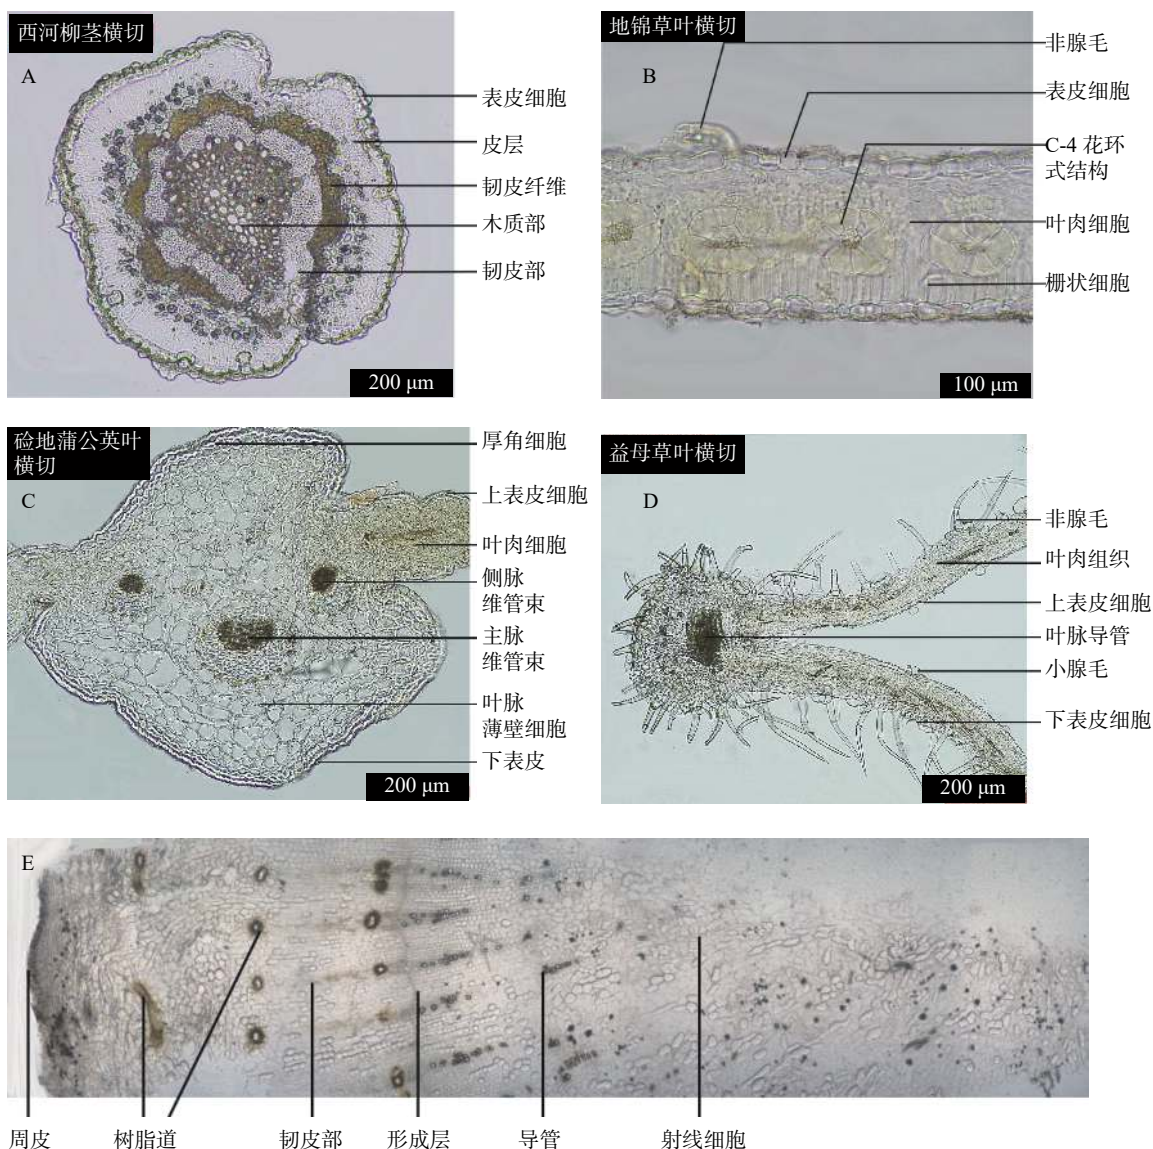 西河柳茎横切
A
表皮细胞
皮层
韧皮纤维
木质部
韧皮部
200 μm
地锦草叶横切
B
非腺毛
表皮细胞
C-4 花环
式结构
叶肉细胞
栅状细胞
100 μm
硷地蒲公英叶
横切
C
厚角细胞
上表皮细胞
叶肉细胞
侧脉
维管束
主脉
维管束
叶脉
薄壁细胞
下表皮
200 μm
益母草叶横切
D
非腺毛
叶肉组织
上表皮细胞
叶脉导管
小腺毛
下表皮细胞
200 μm
E
周皮
树脂道
韧皮部
形成层
导管
射线细胞